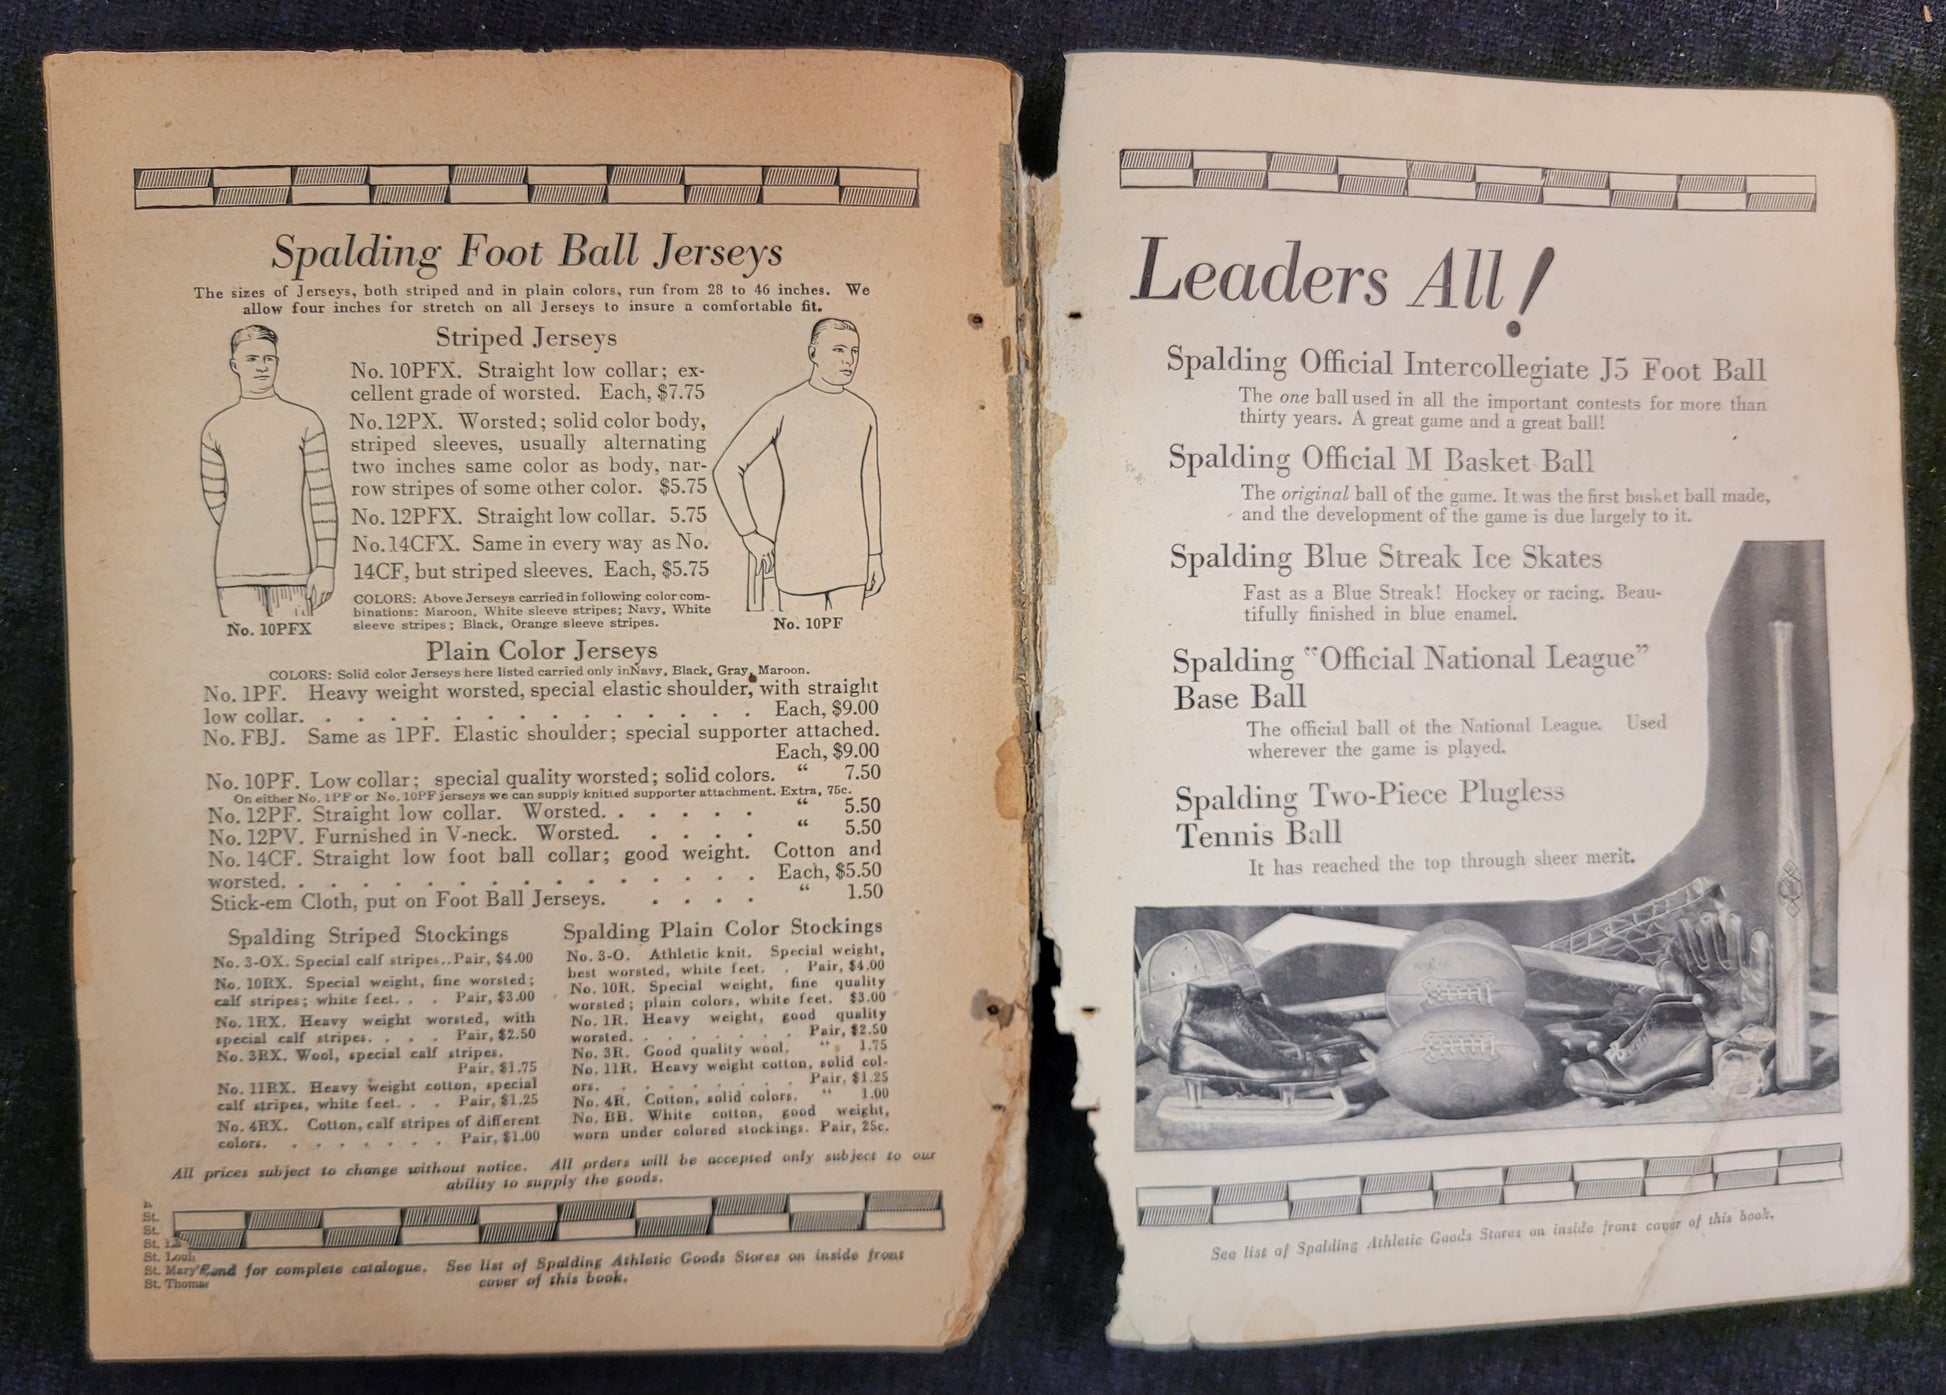 Spalding Foot Ball Jerseys
The sizes of Jerseys, both striped and in plain colors, run from 28 to 46 inches. We
allow four inches for stretch on all Jerseys to insure a comfortable fit.
Striped Jerseys
No. 10PFX. Straight low collar; ex-
cellent grade of worsted. Each, $7.75
No. 12PX. Worsted; solid color body,
striped sleeves, usually alternating
two inches same color as body, nar-
row stripes of some other color. $5.75
No. 12PFX. Straight low collar. 5.75
No. 14CFX. Same in every way as No.
14CF, but striped sleeves. Each, $5.75
COLORS: Above Jerseys carried in following color com-
binations: Maroon, White sleeve stripes; Navy, White
sleeve stripes; Black, Orange sleeve stripes.
No. 10PFX
No. 10PF
Plain Color Jerseys
COLORS: Solid color Jerseys here listed carried only in Navy, Black, Gray, Maroon.
No. 1PF. Heavy weight worsted, special elastic shoulder, with straight
low collar. . . . . . . . . . . . . . Each, $9.00
No. FBJ. Same as 1PF. Elastic shoulder; special supporter attached.
Each, $9.00
No. 10PF. Low collar; special quality worsted; solid colors. “ 7.50
On either No. 1PF or No. 10PF jerseys we can supply knitted supporter attachment. Extra, 75c.
No. 12PF. Straight low collar. Worsted. . . . . . “ 5.50
No. 12PV. Furnished in V-neck. Worsted. . . . . “ 5.50
No. 14CF. Straight low foot ball collar; good weight. Cotton and
worsted. . . . . . . . . . . . . . . Each, $5.50
Stick-em Cloth, put on Foot Ball Jerseys. . . . . “ 1.50
Spalding Striped Stockings
No. 3-OX. Special calf stripes..Pair, $4.00
No. 10RX. Special weight, fine worsted;
calf stripes; white feet. . . Pair, $3.00
No. 1RX. Heavy weight worsted, with
special calf stripes. . . . Pair, $2.50
No. 3RX. Wool, special calf stripes.
Pair, $1.75
No. 11RX. Heavy weight cotton, special
calf stripes, white feet. . . Pair, $1.25
No. 4RX. Cotton, calf stripes of different
colors. . . . . . . . Pair, $1.00
Spalding Plain Color Stockings
No. 3-O. Athletic knit. Special weight,
best worsted, white feet. . Pair, $4.00
No. 10R. Special weight, fine quality
worsted; plain colors, white feet. $3.00
No. 1R. Heavy weight, good quality
worsted. . . . . . . . Pair, $2.50
No. 3R. Good quality wool. “ 1.75
No. 11R. Heavy weight cotton, solid col-
ors. . . . . . . . . Pair, $1.25
No. 4R. Cotton, solid colors. “ 1.00
No. BB. White cotton, good weight,
worn under colored stockings. Pair, 25c.
All prices subject to change without notice. All orders will be accepted only subject to our
ability to supply the goods.
St.
St.
St.
St. Loui
St. Mary's
St. Thomas
Send for complete catalogue. See list of Spalding Athletic Goods Stores on inside front
cover of this book.
Leaders All!
Spalding Official Intercollegiate J5 Foot Ball
The one ball used in all the important contests for more than
thirty years. A great game and a great ball!
Spalding Official M Basket Ball
The original ball of the game. It was the first basket ball made,
and the development of the game is due largely to it.
Spalding Blue Streak Ice Skates
Fast as a Blue Streak! Hockey or racing. Beau-
tifully finished in blue enamel.
Spalding “Official National League”
Base Ball
The official ball of the National League. Used
wherever the game is played.
Spalding Two-Piece Plugless
Tennis Ball
It has reached the top through sheer merit.
See list of Spalding Athletic Goods Stores on inside front cover of this book.